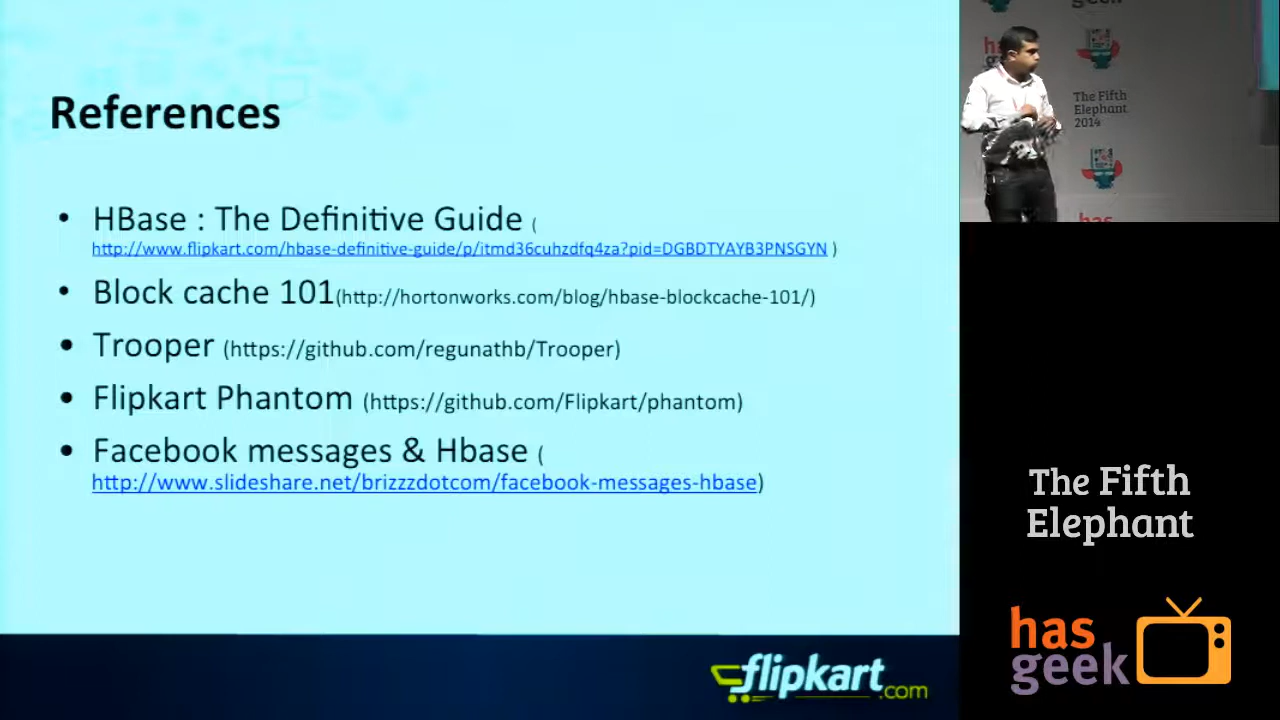 References
• HBase : The Definitive Guide (
http://www.flipkart.com/hbase-definitive-guide/p/itmd36cuhzdfq4za?pid=DGBDTYAYB3PNSGYN )
• Block cache 101(http://hortonworks.com/blog/hbase-blockcache-101/)
• Trooper (https://github.com/regunathb/Trooper)
• Flipkart Phantom (https://github.com/Flipkart/phantom)
• Facebook messages & Hbase (
http://www.slideshare.net/brizzzdotcom/facebook-messages-hbase)
flipkart.com
geek
has
The Fifth
Elephant
2014
has
The Fifth
Elephant
has
geek